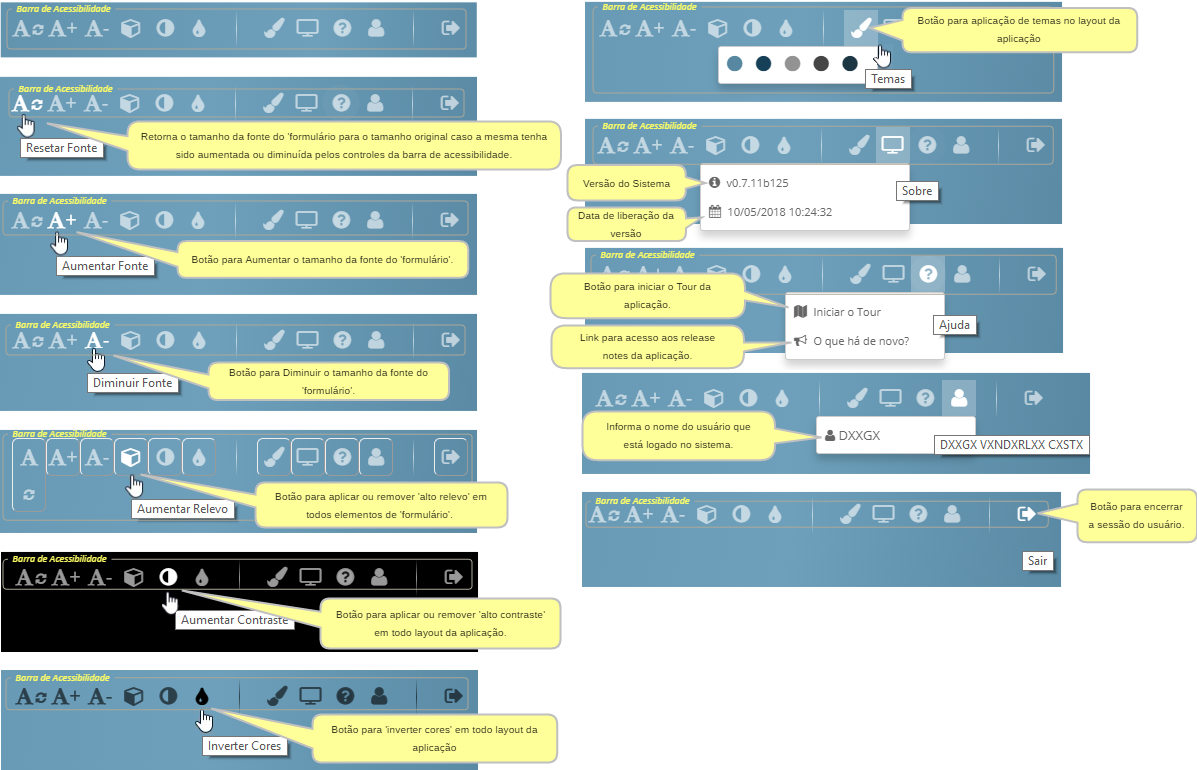 Barra de Acessibilidade
A A+ A-
Barra de Acessibilidade
A A+ A- ?
Resetar Fonte
Retorna o tamanho da fonte do 'formulário para o tamanho original caso a mesma tenha
sido aumentada ou diminuída pelos controles da barra de acessibilidade.
Barra de Acessibilidade
A A+ A- ?
Aumentar Fonte
Botão para Aumentar o tamanho da fonte do 'formulário'.
Barra de Acessibilidade
A A+ A- ?
Diminuir Fonte
Botão para Diminuir o tamanho da fonte do
'formulário'.
Barra de Acessibilidade
A A+ A- ?
Aumentar Relevo
Botão para aplicar ou remover 'alto relevo' em
todos elementos de 'formulário'.
Barra de Acessibilidade
A A+ A- ?
Aumentar Contraste
Botão para aplicar ou remover 'alto contraste'
em todo layout da aplicação.
Barra de Acessibilidade
A A+ A- ?
Inverter Cores
Botão para 'inverter cores' em todo layout da
aplicação
Barra de Acessibilidade
A A+ A-
Botão para aplicação de temas no layout da
aplicação
Temas
Barra de Acessibilidade
A A+ A- ?
Versão do Sistema
v0.7.11b125
Sobre
Data de liberação da
versão
10/05/2018 10:24:32
Barra de Acessibilidade
?
Botão para iniciar o Tour da
aplicação.
Iniciar o Tour
Ajuda
Link para acesso aos release
notes da aplicação.
O que há de novo?
A A+ A- ?
Informa o nome do usuário que
está logado no sistema.
DXXGX
DXXGX VXNDXRLXX CXSTX
Barra de Acessibilidade
A A+ A- ?
Botão para encerrar
a sessão do usuário.
Sair